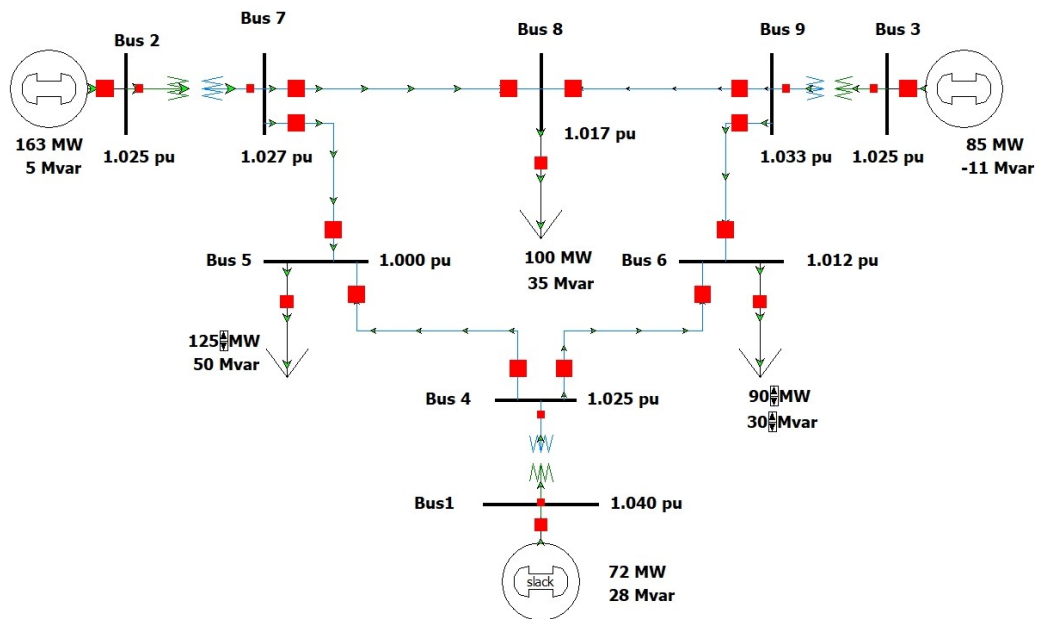 Bus 7
Bus 8
Bus 9
Bus 3
Bus 2
163 MW
5 Mvar
1.025 pu
1.027 pu
1.017 pu
1.033 pu
1.025 pu
85 MW
-11 Mvar
Bus 5
1.000 pu
100 MW
35 Mvar
Bus 6
1.012 pu
125 MW
50 Mvar
Bus 4
1.025 pu
90 MW
30 Mvar
Bus1
1.040 pu
slack
72 MW
28 Mvar